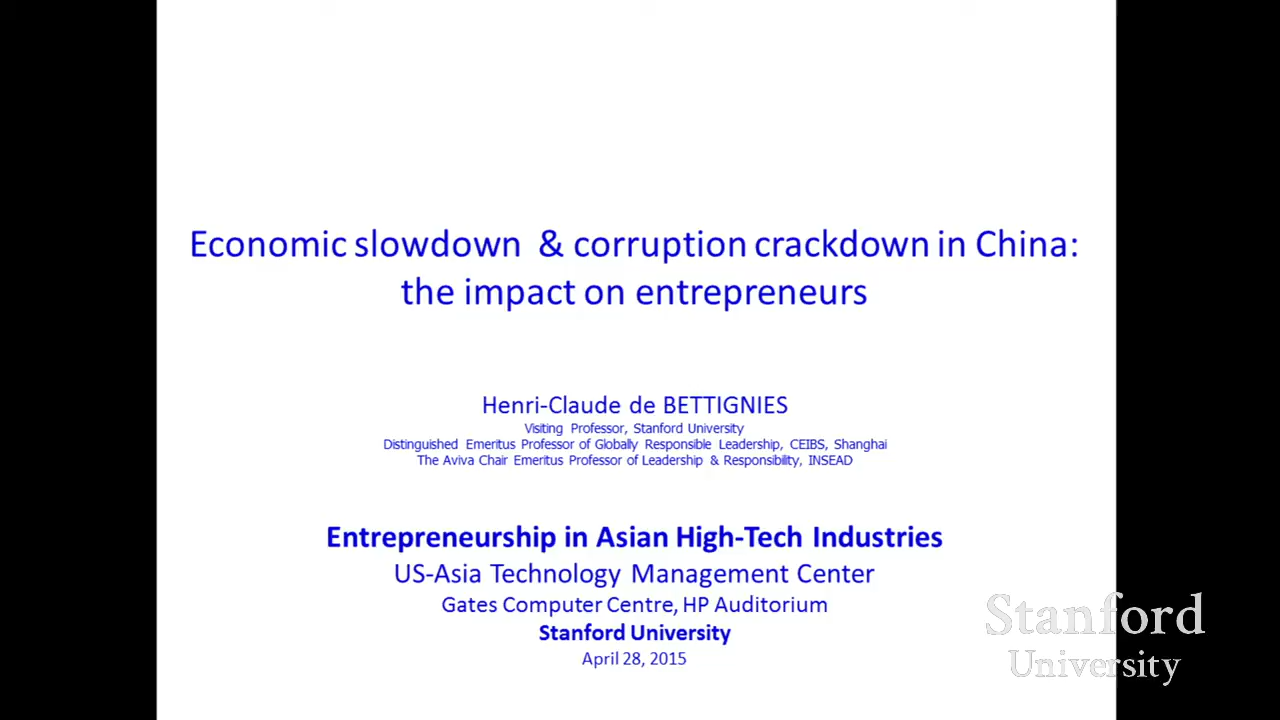 Economic slowdown & corruption crackdown in China:
the impact on entrepreneurs
Henri-Claude de BETTIGNIES
Visiting Professor, Stanford University
Distinguished Emeritus Professor of Globally Responsible Leadership, CEIBS, Shanghai
The Aviva Chair Emeritus Professor of Leadership & Responsibility, INSEAD
Entrepreneurship in Asian High-Tech Industries
US-Asia Technology Management Center
Gates Computer Centre, HP Auditorium
Stanford University
April 28, 2015
Stanford
University